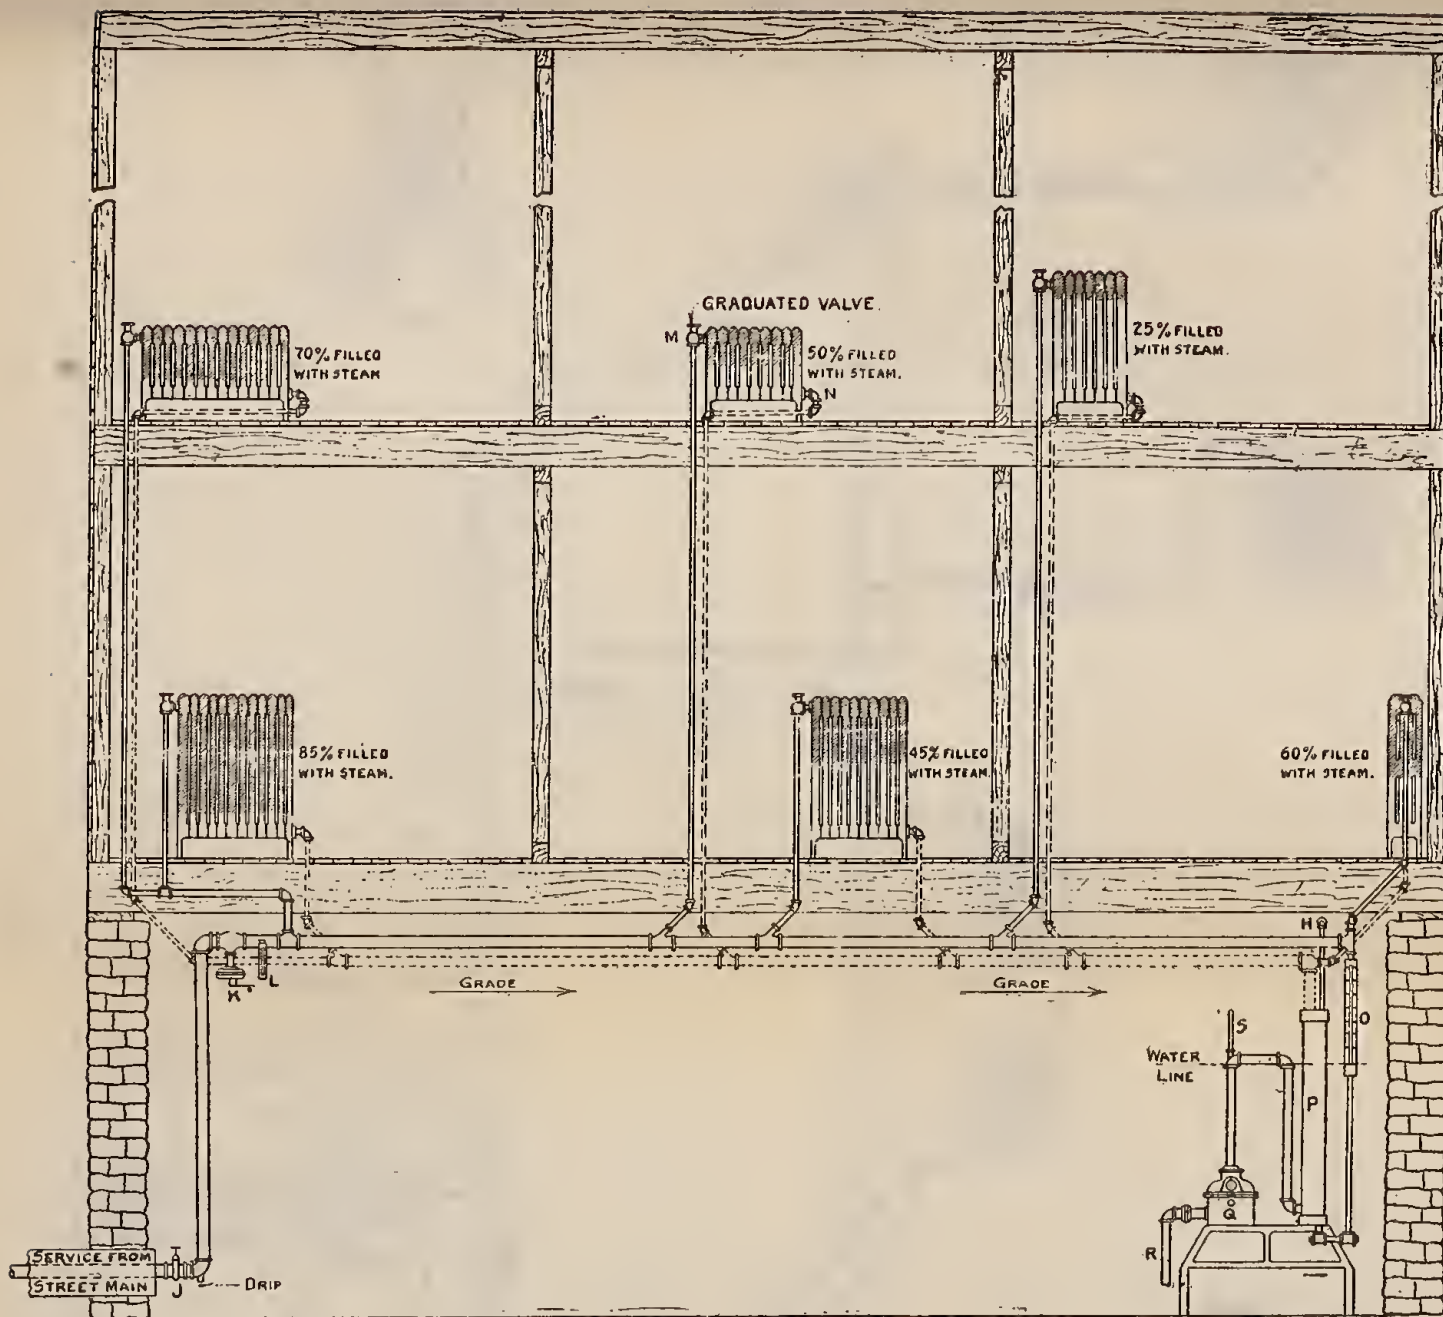 GRADUATED VALVE.
M
70% FILLED
WITH STEAM
50% FILLED
WITH STEAM.
N
25% FILLED
WITH STEAM.
85% FILLED
WITH STEAM.
45% FILLED
WITH STEAM.
60% FILLED
WITH STEAM.
H
K
L
GRADE
GRADE
O
S
WATER
LINE
P
Q
R
SERVICE FROM
STREET MAIN
J
DRIP